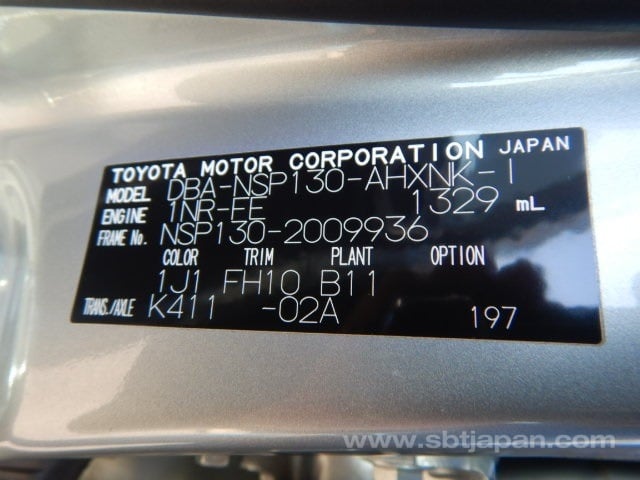 TOYOTA MOTOR CORPORATION JAPAN
MODEL DBA-NSP130-AHXNK-I
ENGINE 1NR-FE 1329 mL
FRAME No. NSP130-2009936
COLOR TRIM PLANT OPTION
1J1 FH10 B11
TRANS./AXLE K411 -02A 197
www.sbtjapan.com